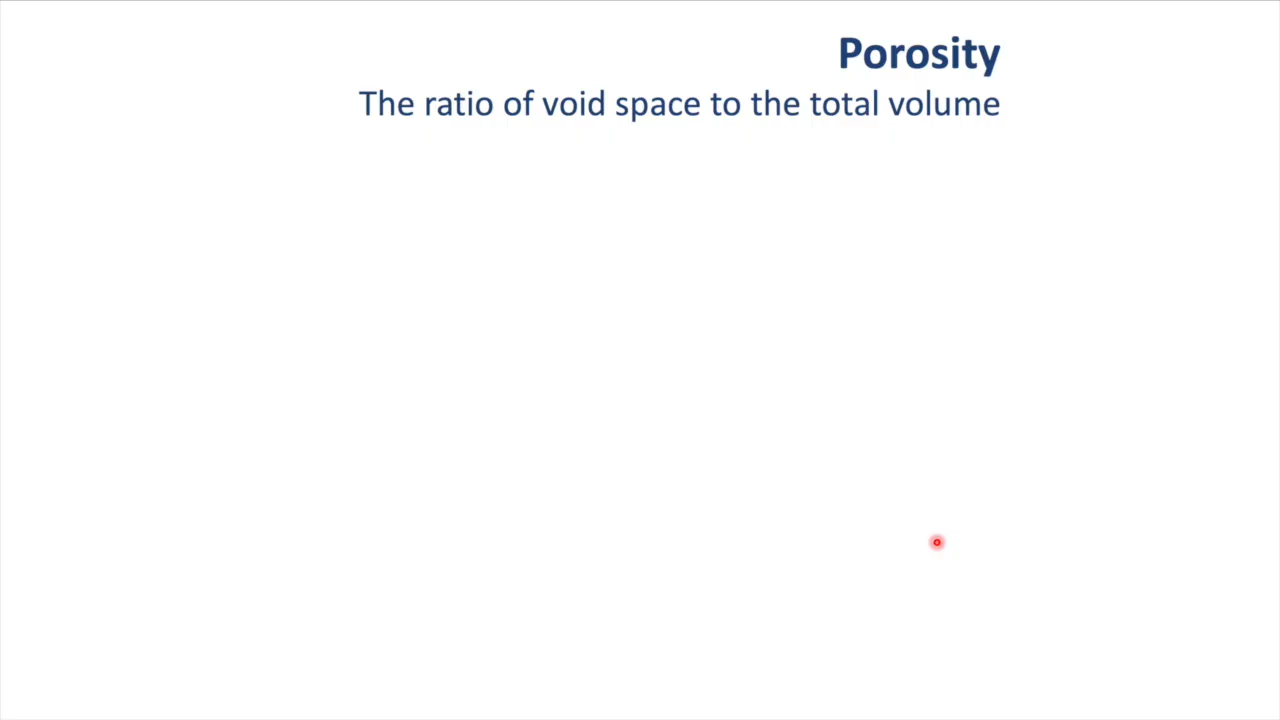 Porosity
The ratio of void space to the total volume